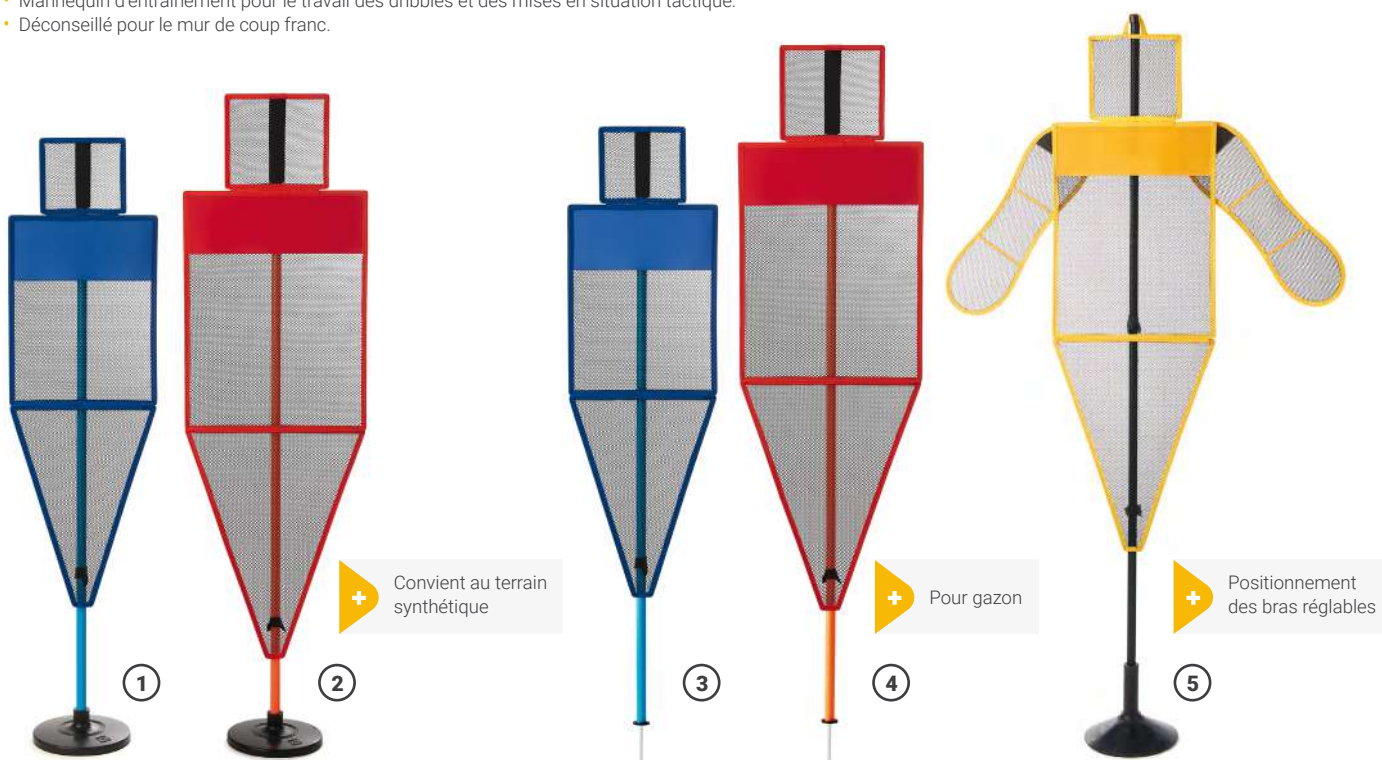 Mannequin d'entraînement pour le travail des dribbles et des mises en situation tactique.
Déconseillé pour le mur de coup franc.
Convient au terrain
synthétique
Pour gazon
Positionnement
des bras réglables
1
2
3
4
5